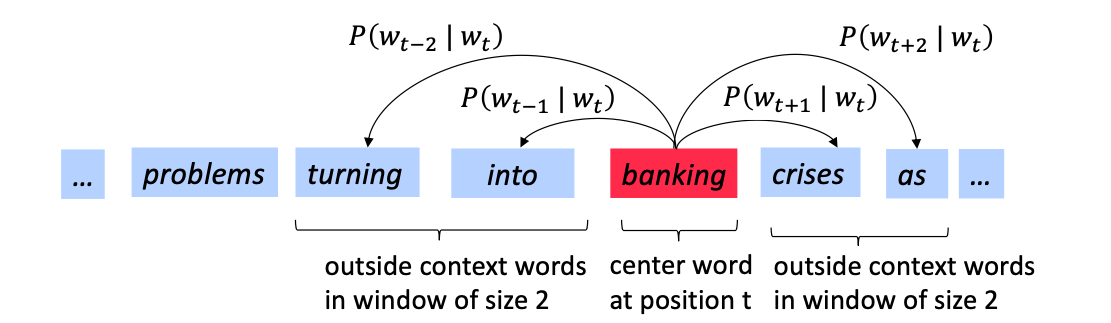 P(w_{t−2} | w_t) P(w_{t+2} | w_t)
P(w_{t−1} | w_t) P(w_{t+1} | w_t)
... problems turning into banking crises as ...
outside context words center word outside context words
in window of size 2 at position t in window of size 2